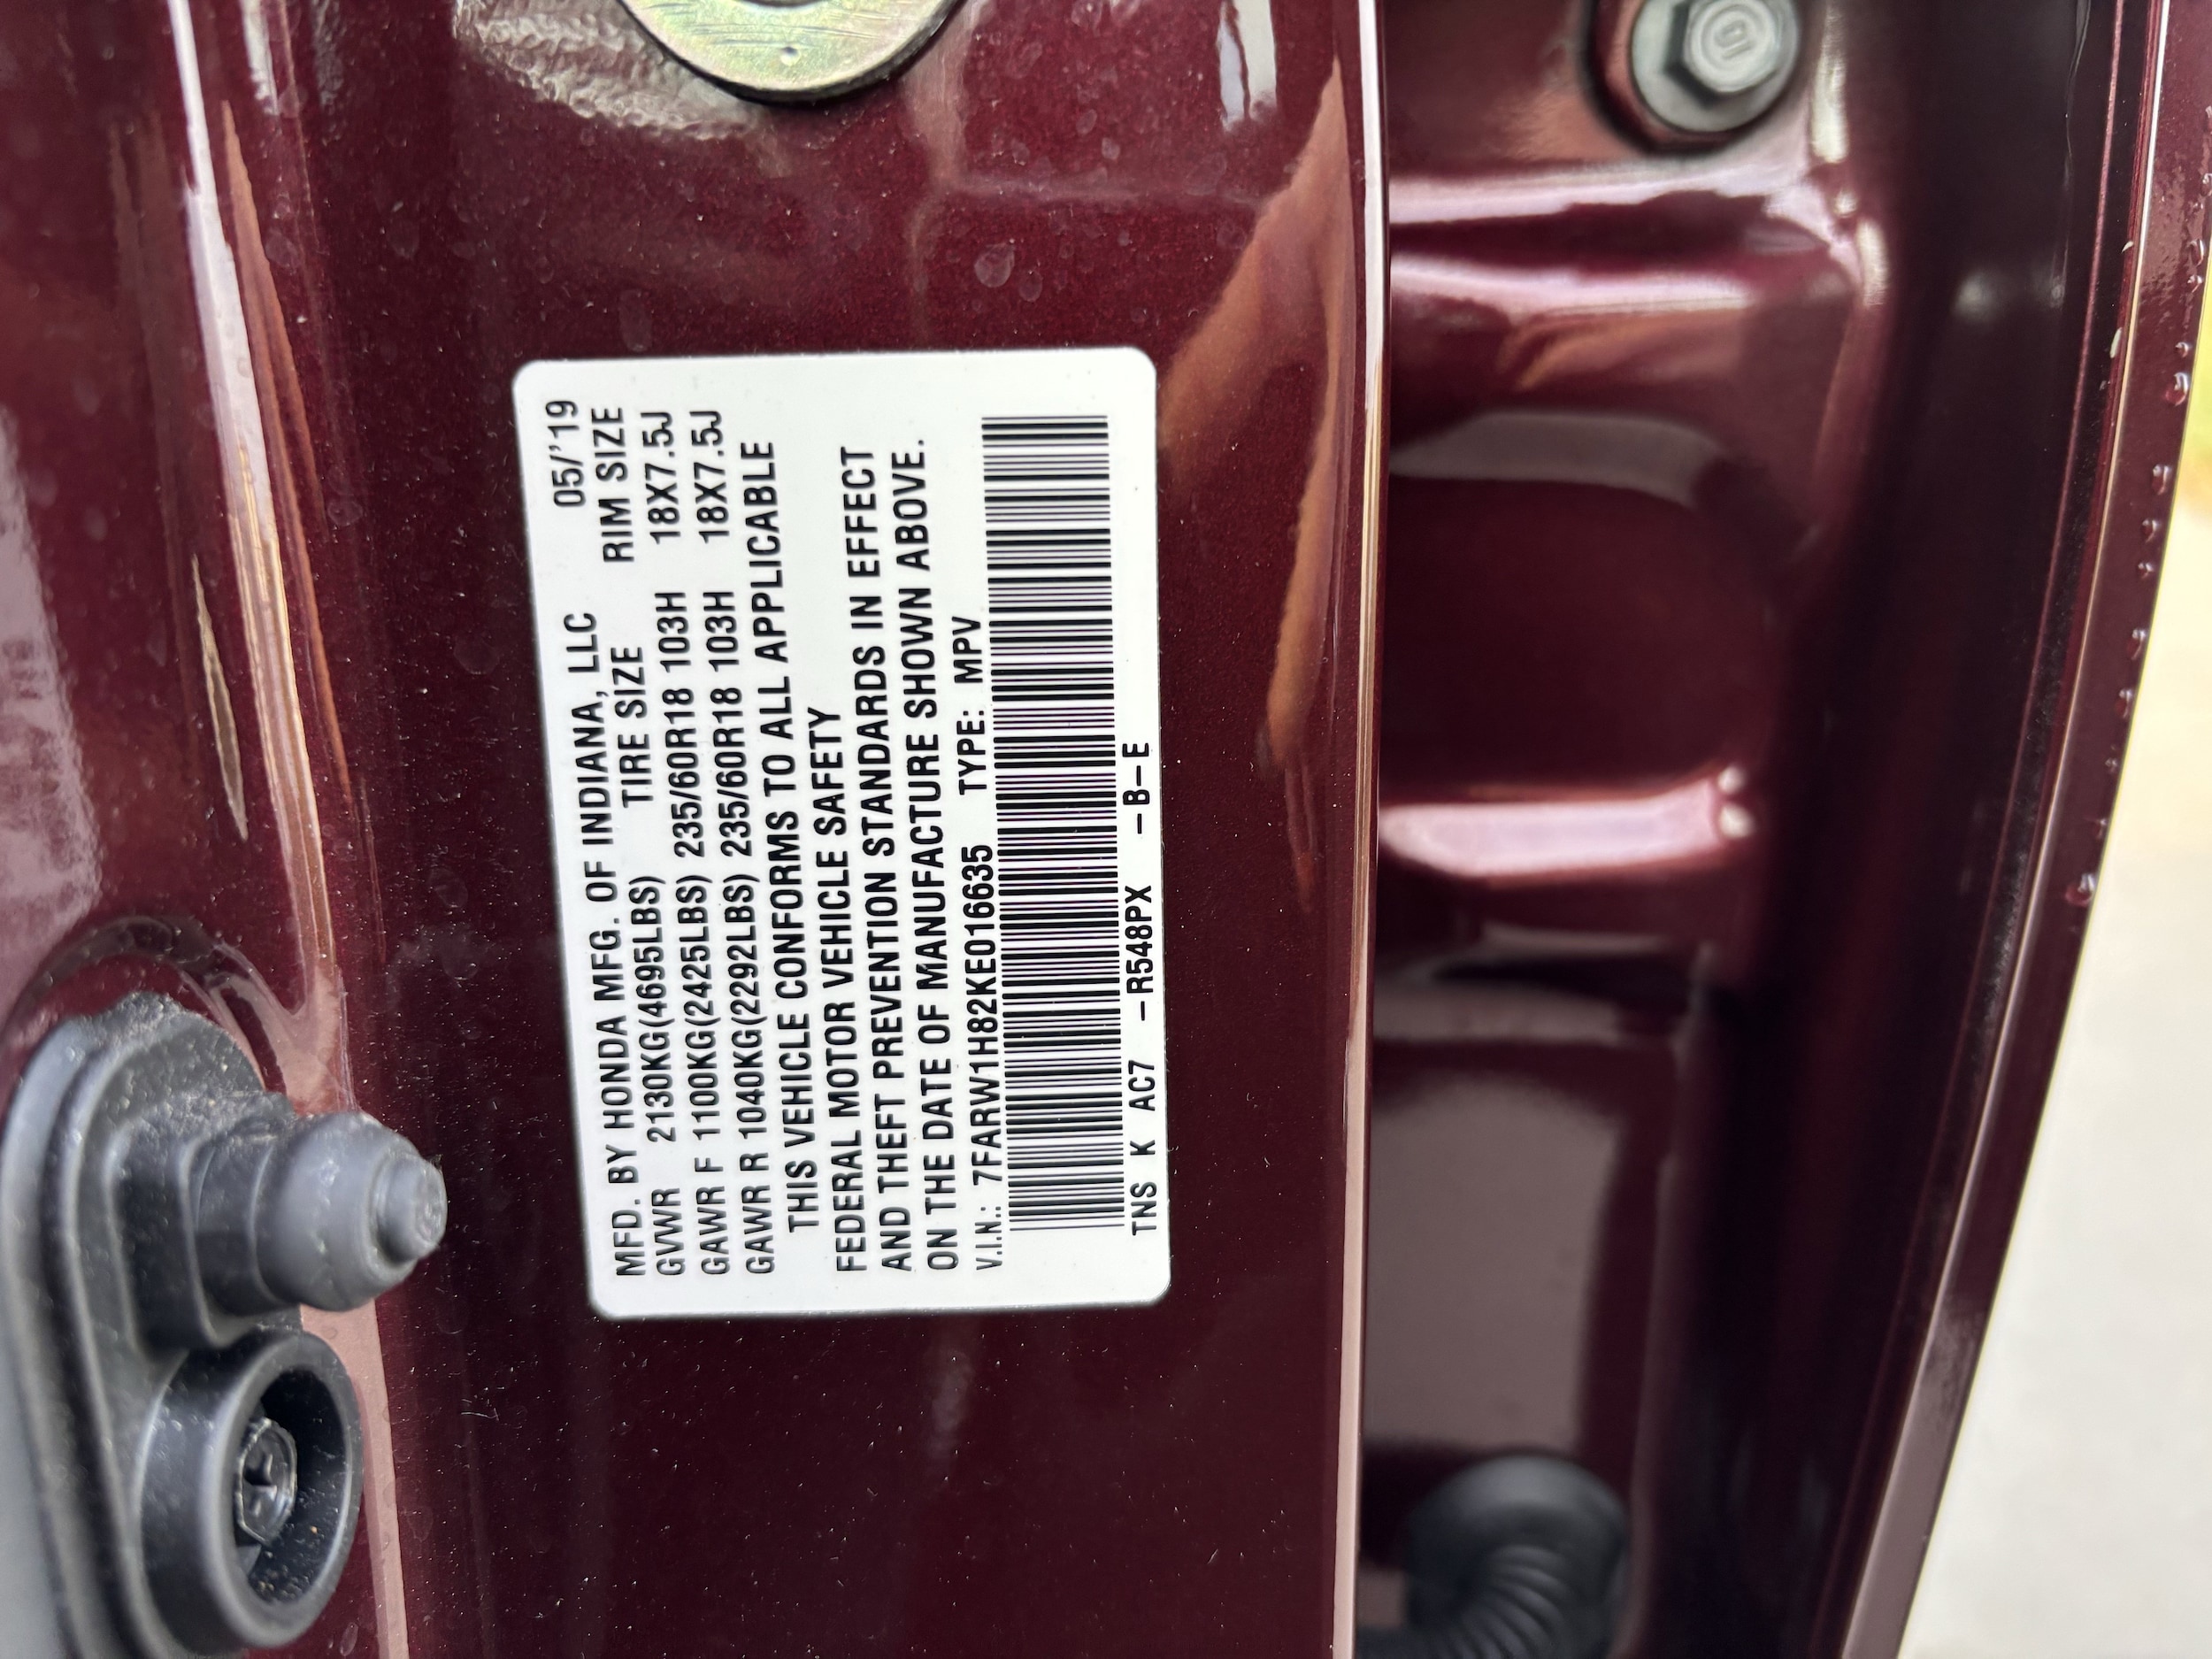 MFD. BY HONDA MFG. OF INDIANA, LLC 05/'19
GVWR 2130KG(4695LBS) TIRE SIZE RIM SIZE
GAWR F 1100KG(2425LBS) 235/60R18 103H 18X7.5J
GAWR R 1040KG(2292LBS) 235/60R18 103H 18X7.5J
THIS VEHICLE CONFORMS TO ALL APPLICABLE
FEDERAL MOTOR VEHICLE SAFETY
AND THEFT PREVENTION STANDARDS IN EFFECT
ON THE DATE OF MANUFACTURE SHOWN ABOVE.
V.I.N.: 7FARW1H82KE016635 TYPE: MPV
TNS K AC7 –R548PX –B–E